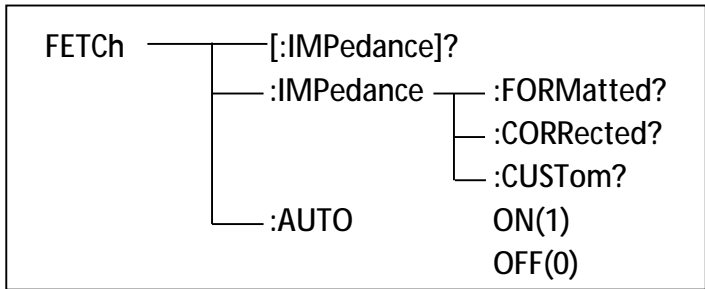 FETCh [:IMPedance]?
:IMPedance :FORMatted?
:CORRected?
:CUSTom?
:AUTO ON(1)
OFF(0)